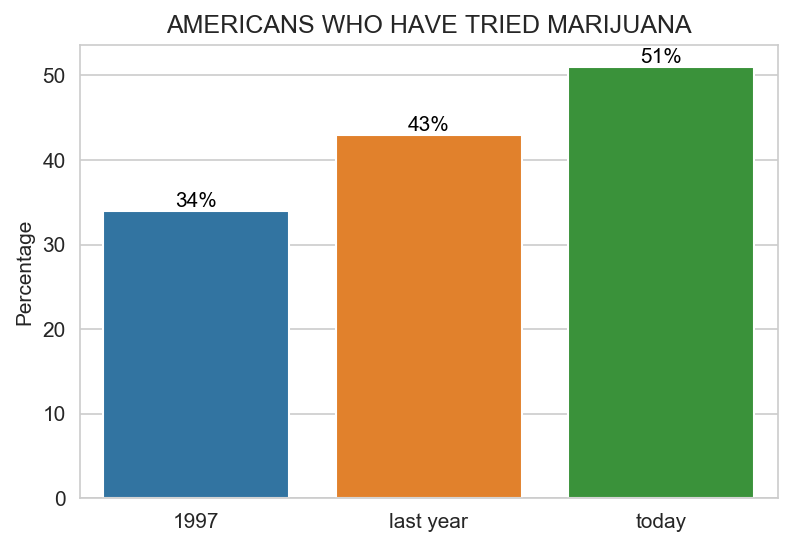 AMERICANS WHO HAVE TRIED MARIJUANA
Percentage
50
40
30
20
10
0
34%
43%
51%
1997
last year
today